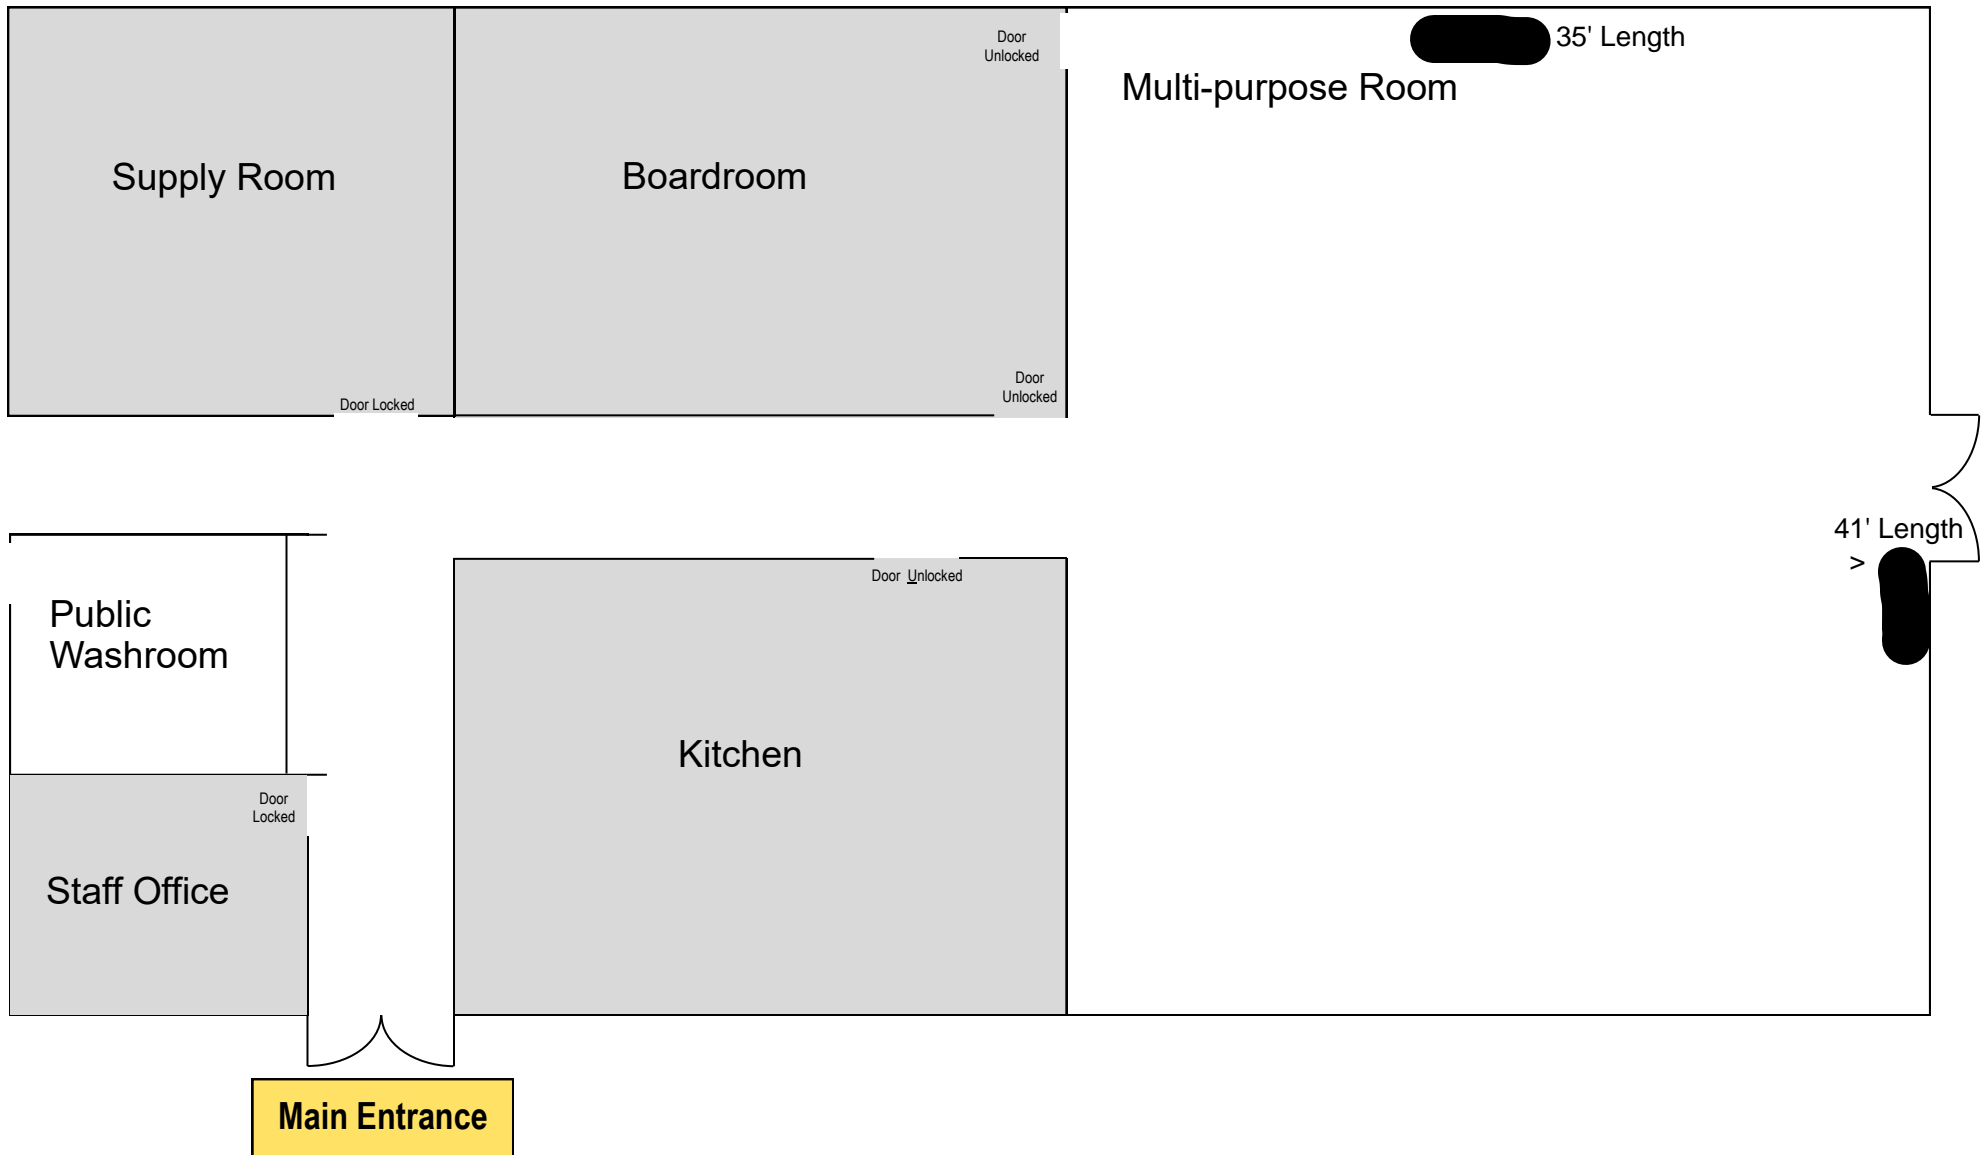 Door
Unlocked
35' Length
Multi-purpose Room
Supply Room
Boardroom
Door
Unlocked
Door Locked
41' Length
>
Door Unlocked
Public
Washroom
Kitchen
Door
Locked
Staff Office
Main Entrance